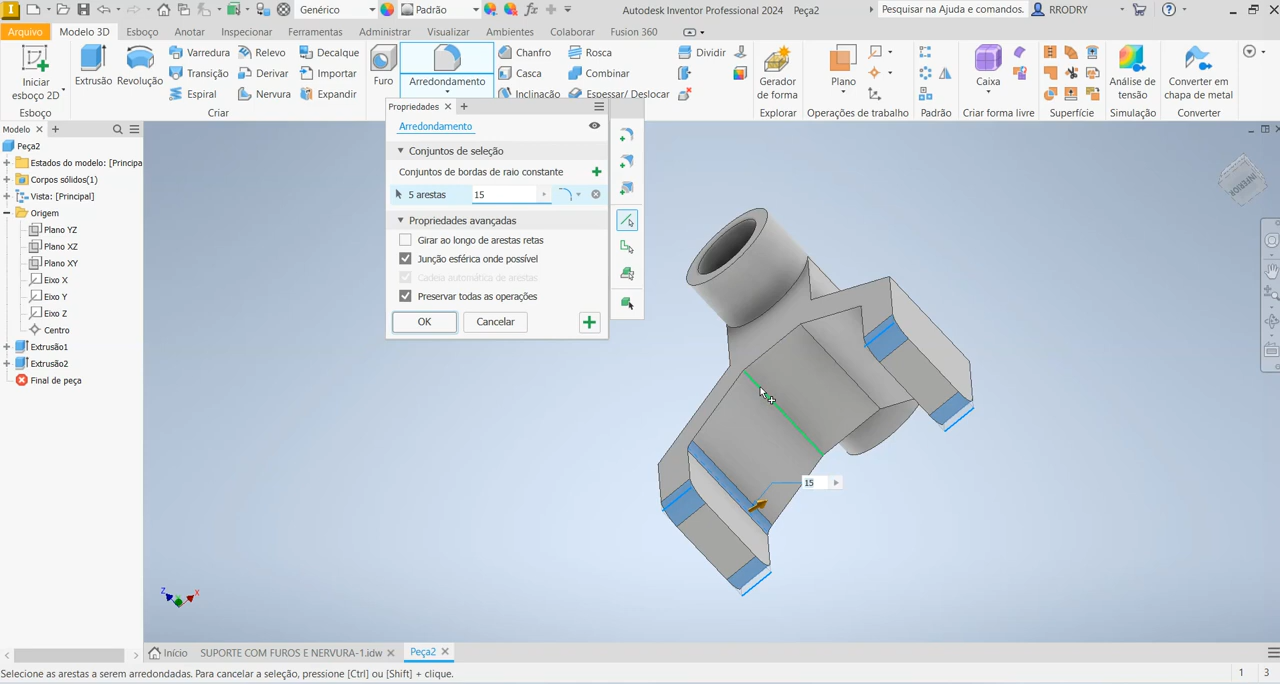 Genérico
Padrão
Autodesk Inventor Professional 2024 Peça2
Pesquisar na Ajuda e comandos.
RRODRY
Arquivo
Modelo 3D
Esboço
Anotar
Inspecionar
Ferramentas
Administrar
Visualizar
Ambientes
Colaborar
Fusion 360
Iniciar
esboço 2D
Extrusão
Revolução
Varredura
Transição
Espiral
Relevo
Derivar
Nervura
Decalque
Importar
Expandir
Furo
Arredondamento
Chanfro
Casca
Inclinação
Rosca
Combinar
Espessar/ Deslocar
Dividir
Gerador
de forma
Plano
Caixa
Análise de
tensão
Converter em
chapa de metal
Esboço
Criar
Explorar
Operações de trabalho
Padrão
Criar forma livre
Superfície
Simulação
Converter
Modelo
Peça2
Estados do modelo: [Principa
Corpos sólidos(1)
Vista: [Principal]
Origem
Plano YZ
Plano XZ
Plano XY
Eixo X
Eixo Y
Eixo Z
Centro
Extrusão1
Extrusão2
Final de peça
Propriedades
Arredondamento
Conjuntos de seleção
Conjuntos de bordas de raio constante
5 arestas
15
Propriedades avançadas
Girar ao longo de arestas retas
Junção esférica onde possível
Cadeia automática de arestas
Preservar todas as operações
OK
Cancelar
INFERIOR
15
Z
X
Início
SUPORTE COM FUROS E NERVURA-1.idw
Peça2
Selecione as arestas a serem arredondadas. Para cancelar a seleção, pressione [Ctrl] ou [Shift] + clique.
1
3